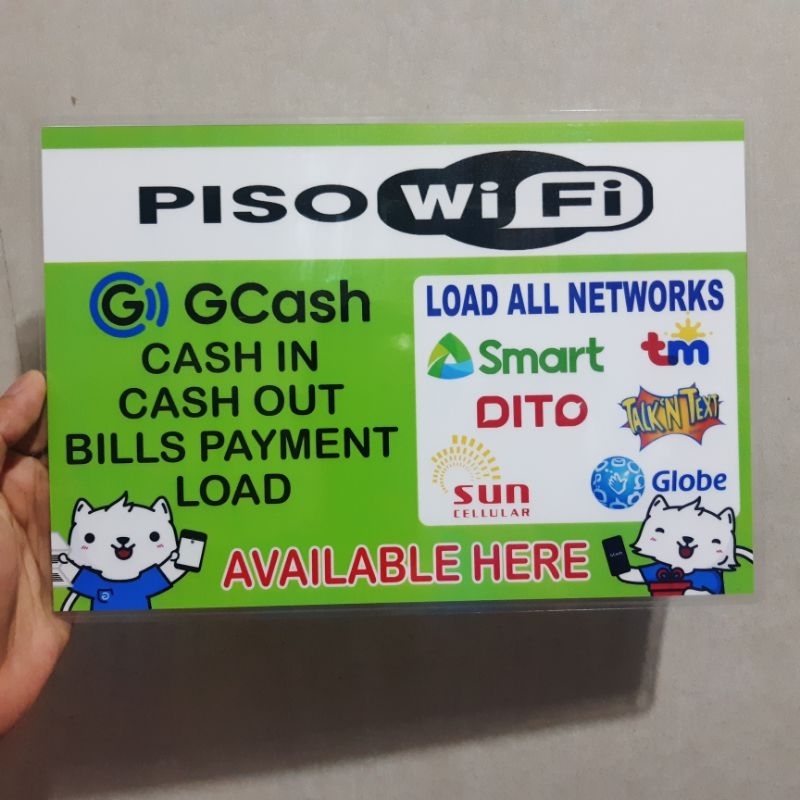 PISO WiFi
GCash
CASH IN
CASH OUT
BILLS PAYMENT
LOAD
LOAD ALL NETWORKS
Smart
tm
DITO
TALK'N TEXT
sun
CELLULAR
Globe
AVAILABLE HERE